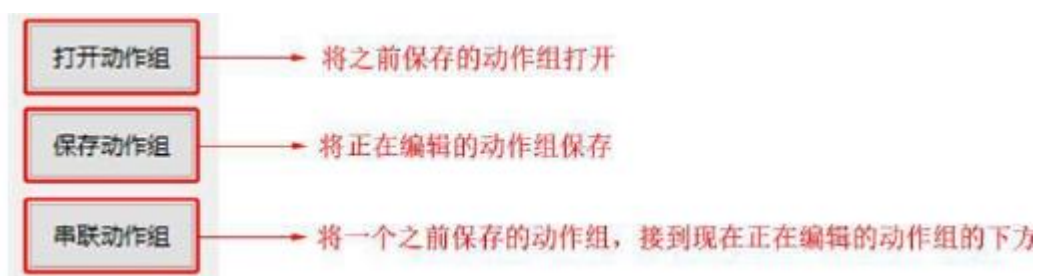 打开动作组 将之前保存的动作组打开
保存动作组 将正在编辑的动作组保存
串联动作组 将一个之前保存的动作组，接到现在正在编辑的动作组的下方